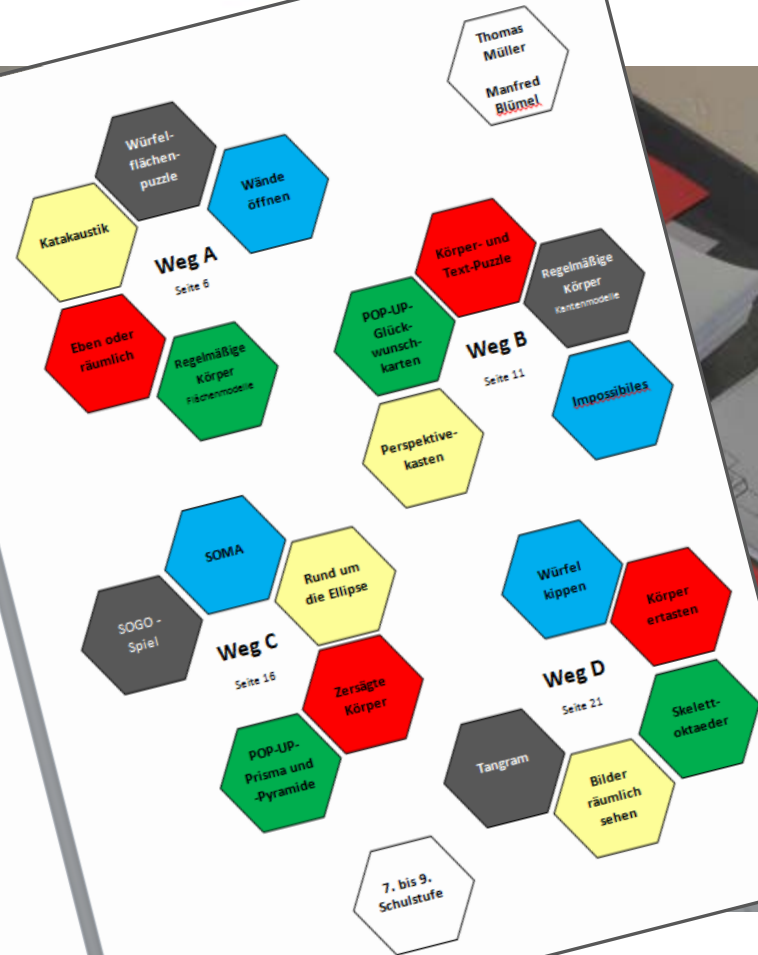 Thomas
Müller
Manfred
Blümel
Würfel-
flächen-
puzzle
Wände
öffnen
Katakaustik
Weg A
Seite 6
Eben oder
räumlich
Regelmäßige
Körper
Flächenmodelle
Körper- und
Text-Puzzle
Regelmäßige
Körper
Kantenmodelle
POP-UP-
Glück-
wunsch-
karten
Weg B
Seite 11
Impossibiles
Perspektive-
kasten
SOMA
Rund um
die Ellipse
SOGO -
Spiel
Weg C
Seite 16
Zersägte
Körper
POP-UP-
Prisma und
-Pyramide
Würfel
kippen
Körper
ertasten
Weg D
Seite 21
Skelett-
oktaeder
Tangram
Bilder
räumlich
sehen
7. bis 9.
Schulstufe